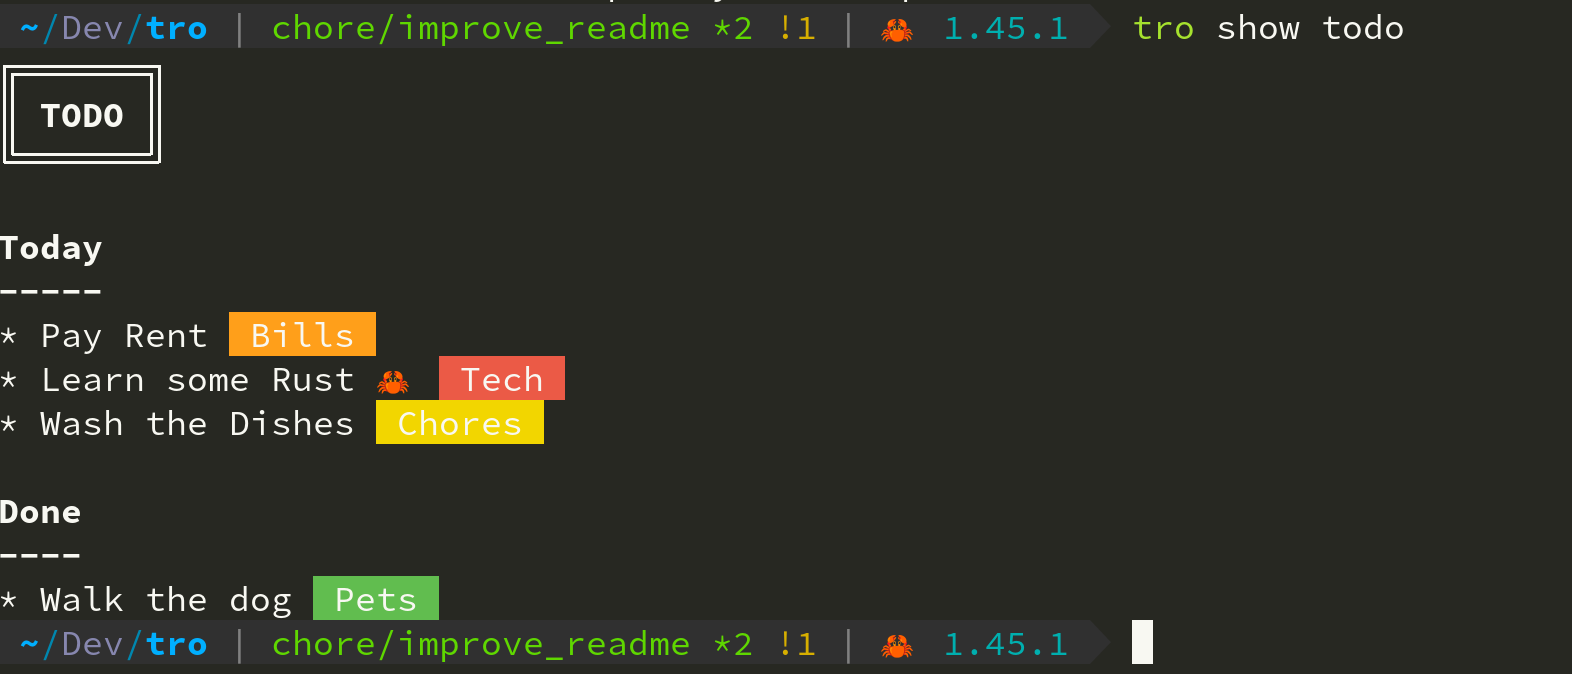 ~/Dev/tro | chore/improve_readme *2 !1 | 🦀 1.45.1 tro show todo
TODO
Today
-----
* Pay Rent Bills
* Learn some Rust 🦀 Tech
* Wash the Dishes Chores
Done
----
* Walk the dog Pets
~/Dev/tro | chore/improve_readme *2 !1 | 🦀 1.45.1